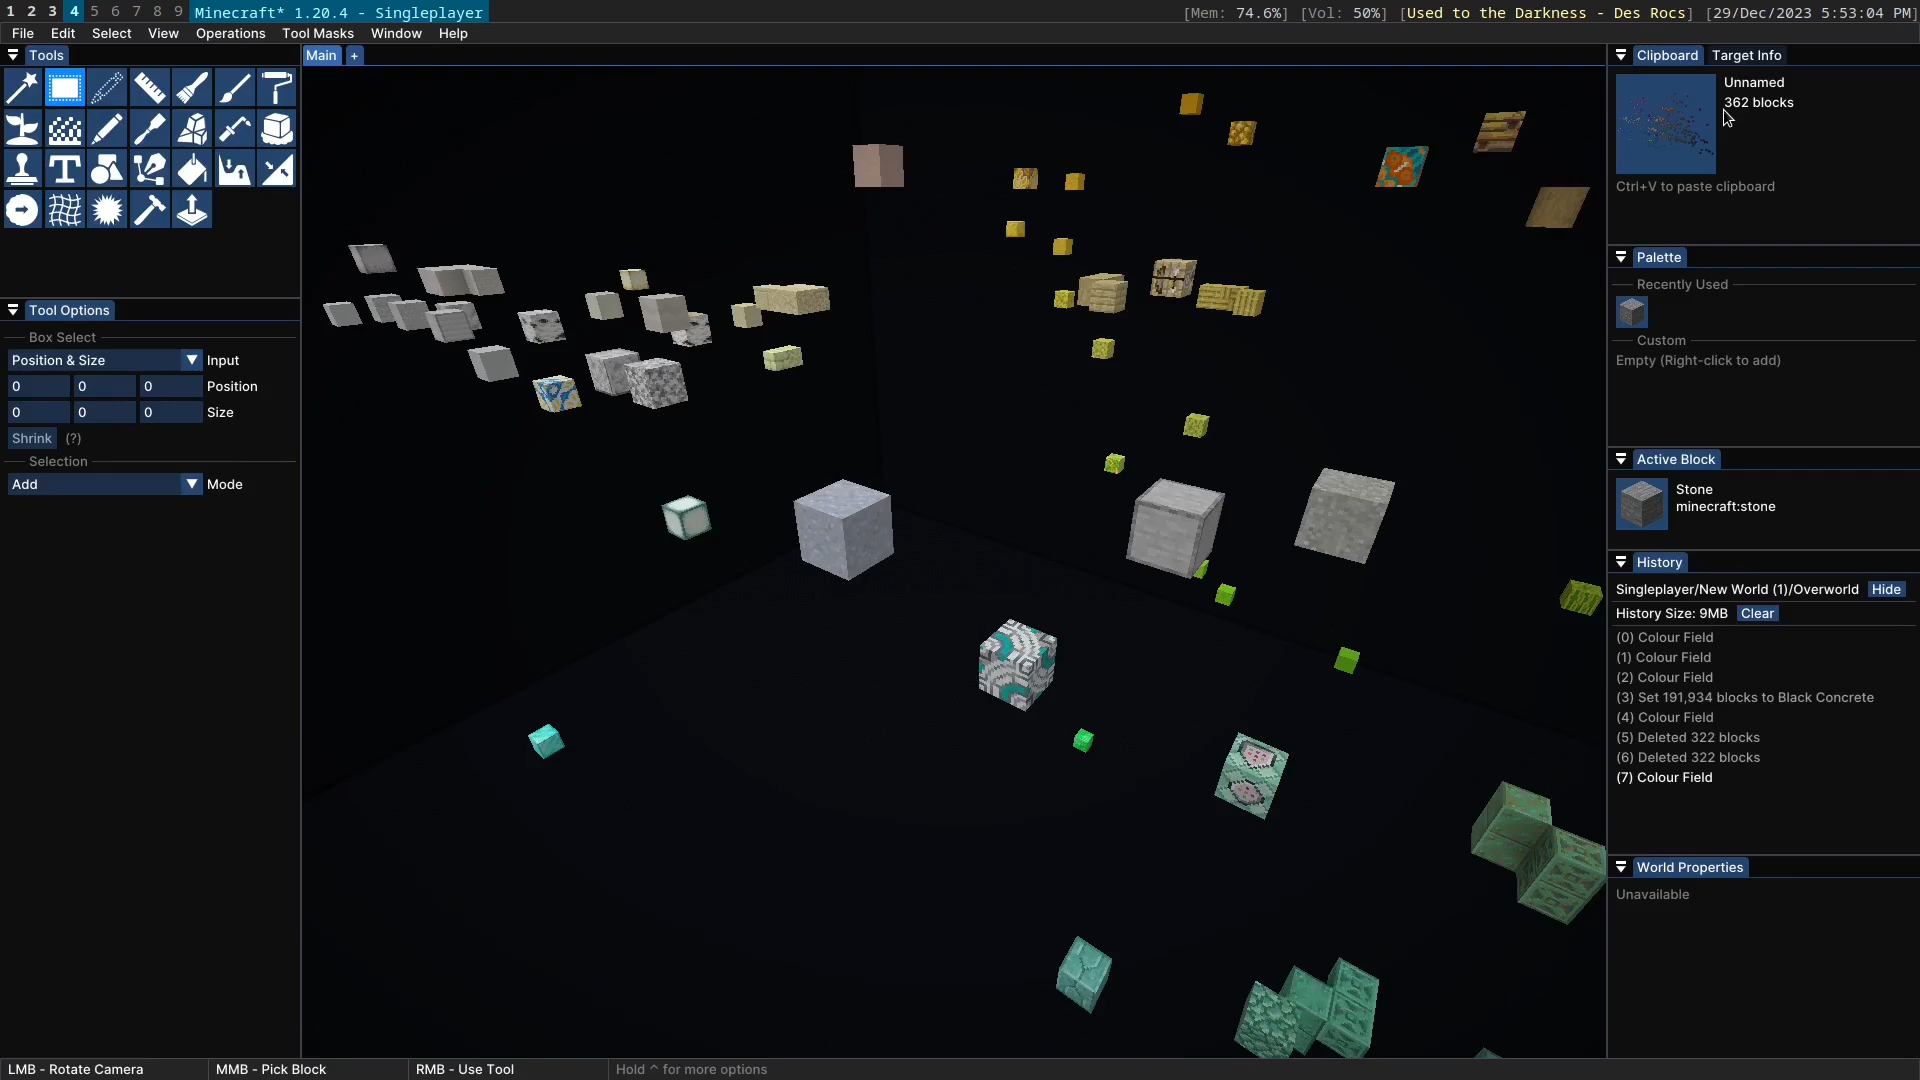 1 2 3 4 5 6 7 8 9 Minecraft* 1.20.4 - Singleplayer [Mem: 74.6%] [Vol: 50%] [Used to the Darkness - Des Rocs] [29/Dec/2023 5:53:04 PM]
File Edit Select View Operations Tool Masks Window Help
Tools
Tool Options
Box Select
Position & Size Input
0 0 0 Position
0 0 0 Size
Shrink (?)
Selection
Add Mode
Main +
Clipboard Target Info
Unnamed
362 blocks
Ctrl+V to paste clipboard
Palette
Recently Used
Custom
Empty (Right-click to add)
Active Block
Stone
minecraft:stone
History
Singleplayer/New World (1)/Overworld Hide
History Size: 9MB Clear
(0) Colour Field
(1) Colour Field
(2) Colour Field
(3) Set 191,934 blocks to Black Concrete
(4) Colour Field
(5) Deleted 322 blocks
(6) Deleted 322 blocks
(7) Colour Field
World Properties
Unavailable
LMB - Rotate Camera MMB - Pick Block RMB - Use Tool Hold ^ for more options